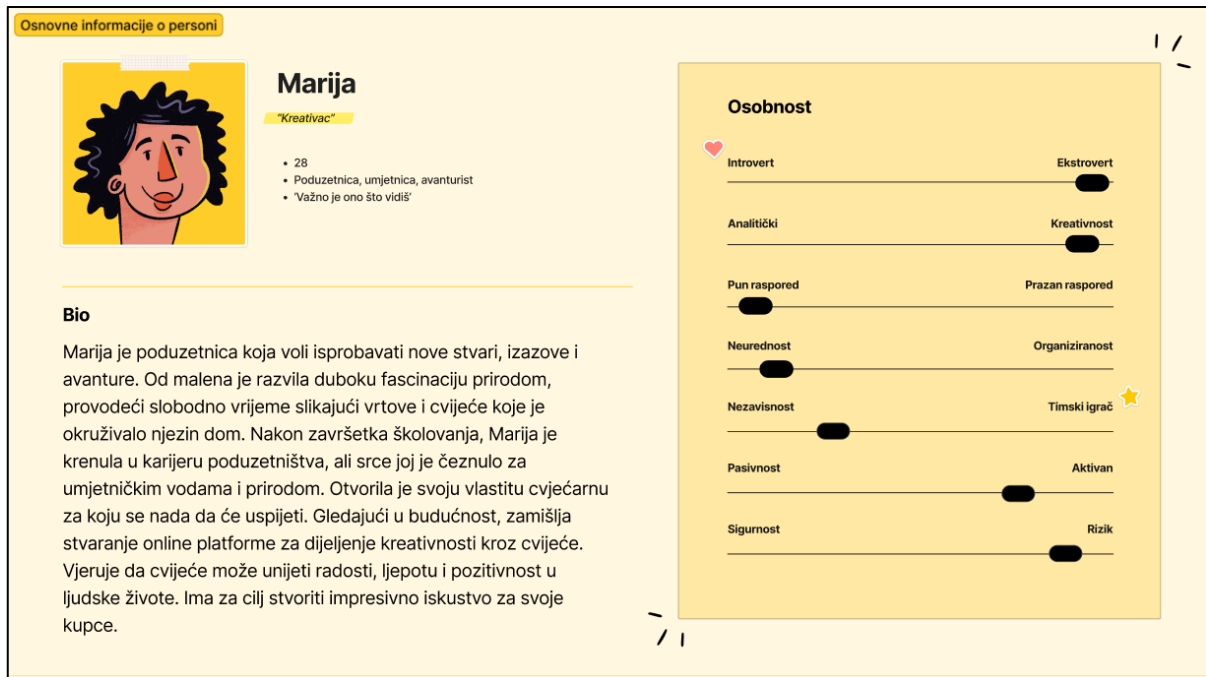 Osnovne informacije o personi
Marija
"Kreativac"
• 28
• Poduzetnica, umjetnica, avanturist
• 'Važno je ono što vidiš'
Bio
Marija je poduzetnica koja voli isprobavati nove stvari, izazove i
avanture. Od malena je razvila duboku fascinaciju prirodom,
provodeći slobodno vrijeme slikajući vrtove i cvijeće koje je
okruživalo njezin dom. Nakon završetka školovanja, Marija je
krenula u karijeru poduzetništva, ali srce joj je čeznulo za
umjetničkim vodama i prirodom. Otvorila je svoju vlastitu cvjećarnu
za koju se nada da će uspijeti. Gledajući u budućnost, zamišlja
stvaranje online platforme za dijeljenje kreativnosti kroz cvijeće.
Vjeruje da cvijeće može unijeti radosti, ljepotu i pozitivnost u
ljudske živote. Ima za cilj stvoriti impresivno iskustvo za svoje
kupce.
Osobnost
Introvert Ekstrovert
Analitički Kreativnost
Pun raspored Prazan raspored
Neurednost Organiziranost
Nezavisnost Timski igrač
Pasivnost Aktivan
Sigurnost Rizik